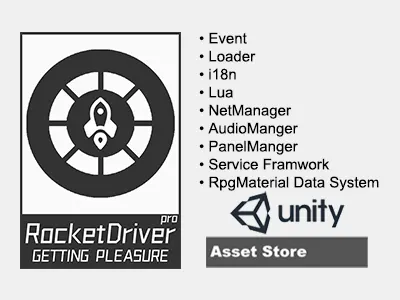 pro
RocketDriver
GETTING PLEASURE
• Event
• Loader
• i18n
• Lua
• NetManager
• AudioManger
• PanelManger
• Service Framwork
• RpgMaterial Data System
unity
Asset Store